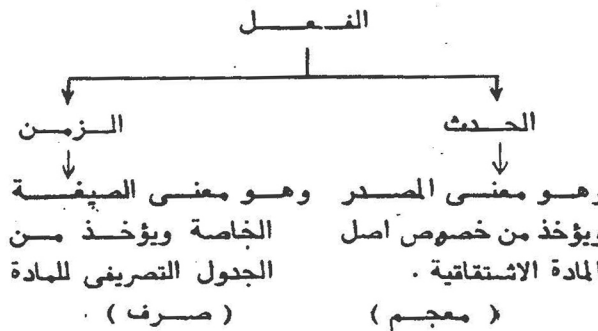 الفعل
الحدث
الزمن
وهو معنى المصدر
ويؤخذ من خصوص اصل
المادة الاشتقاقية .
( معجم )
وهو معنى الصيغة
الخاصة ويؤخذ من
الجدول التصريفى للمادة
( صرف ) .